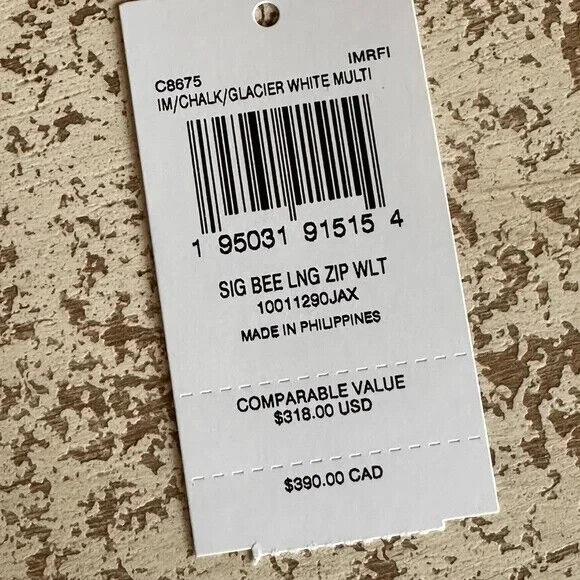 C8675 IMRFI
IM/CHALK/GLACIER WHITE MULTI
1 95031 91515 4
SIG BEE LNG ZIP WLT
10011290JAX
MADE IN PHILIPPINES
COMPARABLE VALUE
$318.00 USD
$390.00 CAD